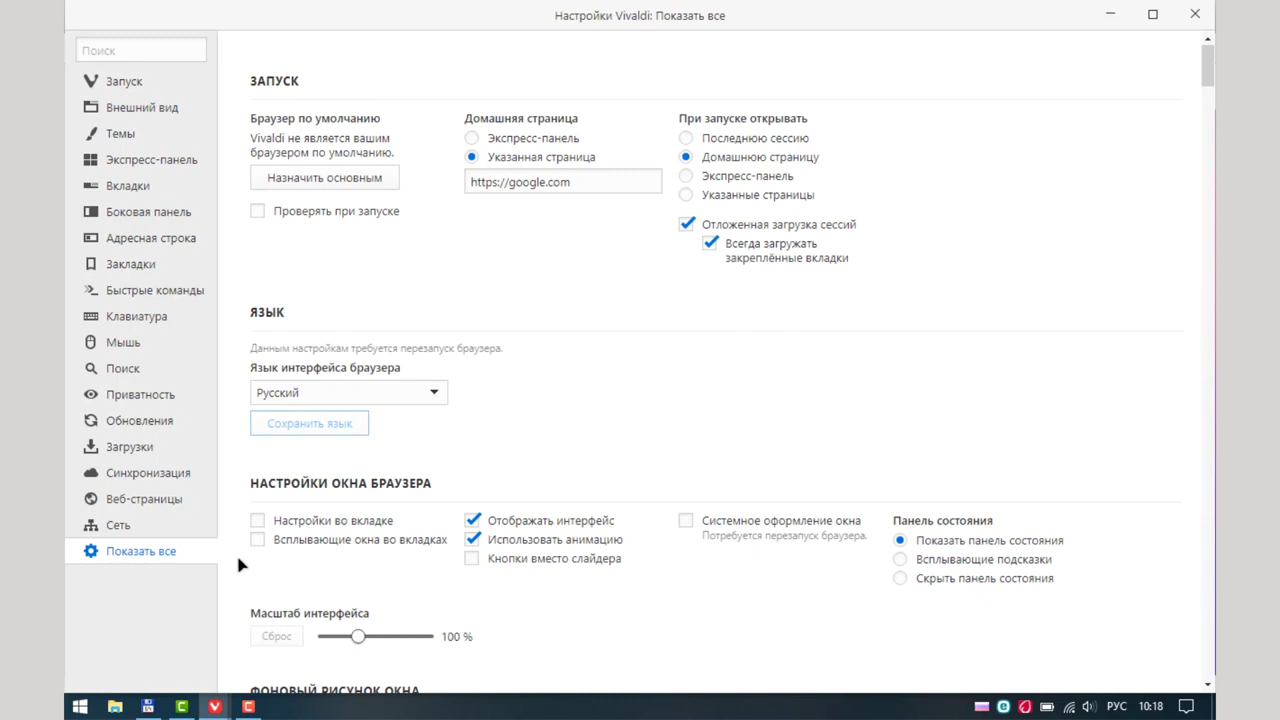 Настройки Vivaldi: Показать все
Поиск
Запуск
Внешний вид
Темы
Экспресс-панель
Вкладки
Боковая панель
Адресная строка
Закладки
Быстрые команды
Клавиатура
Мышь
Поиск
Приватность
Обновления
Загрузки
Синхронизация
Веб-страницы
Сеть
Показать все
ЗАПУСК
Браузер по умолчанию
Vivaldi не является вашим
браузером по умолчанию.
Назначить основным
Проверять при запуске
Домашняя страница
Экспресс-панель
Указанная страница
https://google.com
При запуске открывать
Последнюю сессию
Домашнюю страницу
Экспресс-панель
Указанные страницы
Отложенная загрузка сессий
Всегда загружать
закреплённые вкладки
ЯЗЫК
Данным настройкам требуется перезапуск браузера.
Язык интерфейса браузера
Русский
Сохранить язык
НАСТРОЙКИ ОКНА БРАУЗЕРА
Настройки во вкладке
Всплывающие окна во вкладках
Отображать интерфейс
Использовать анимацию
Кнопки вместо слайдера
Системное оформление окна
Потребуется перезапуск браузера.
Панель состояния
Показать панель состояния
Всплывающие подсказки
Скрыть панель состояния
Масштаб интерфейса
Сброс
100 %
ФОНОВЫЙ РИСУНОК ОКНА
РУС
10:18